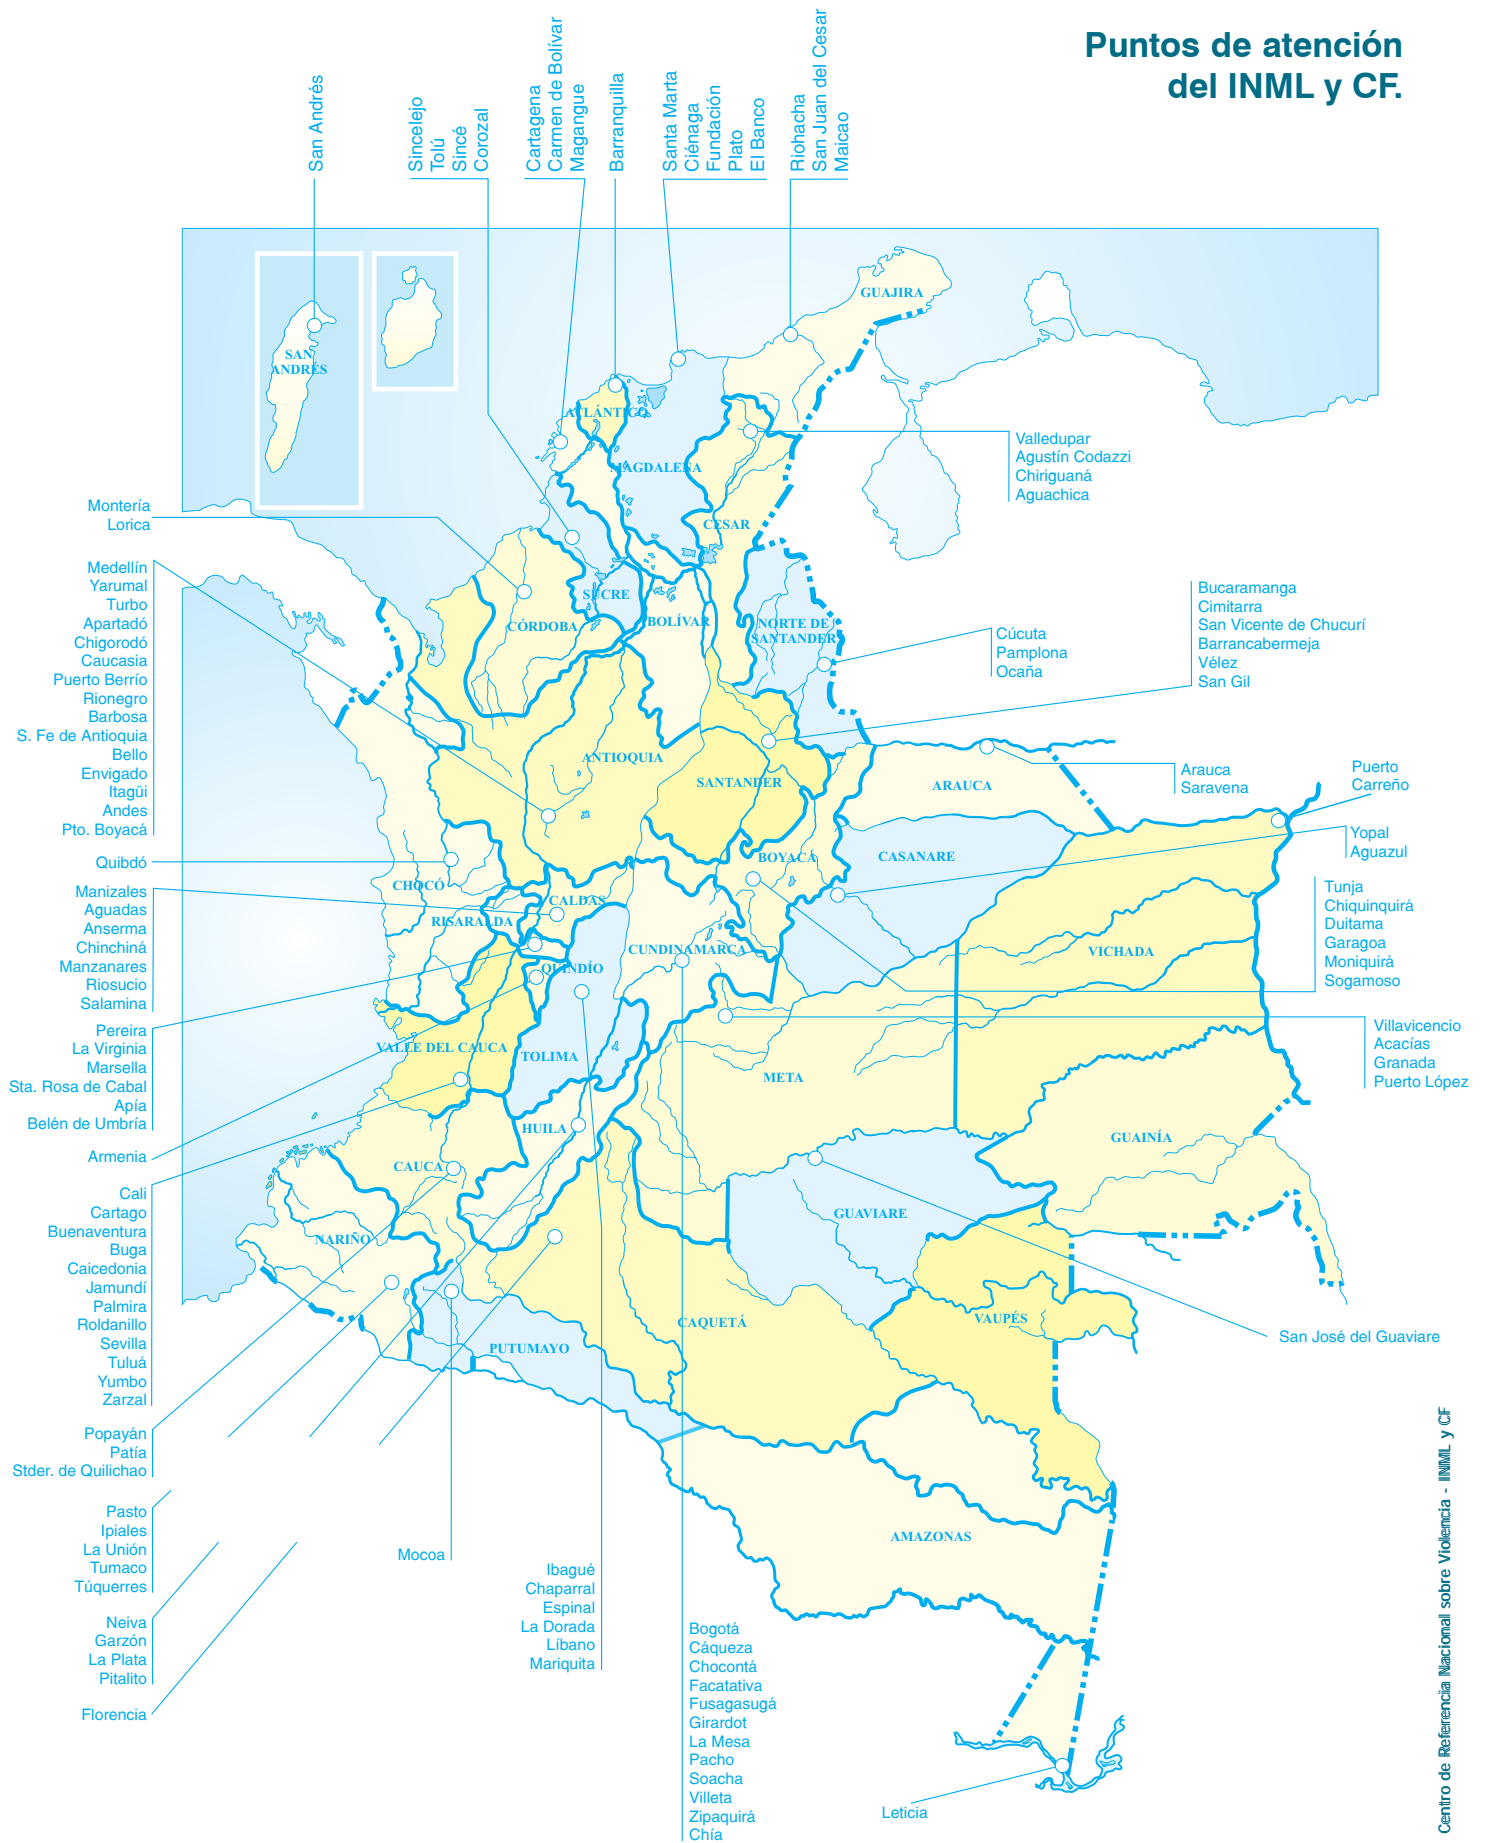 Puntos de atención
del INML y CF.
San Andrés
Sincelejo
Tolú
Sincé
Corozal
Cartagena
Carmen de Bolívar
Magangue
Barranquilla
Santa Marta
Ciénaga
Fundación
Plato
El Banco
Riohacha
San Juan del Cesar
Maicao
GUAJIRA
SAN
ANDRÉS
ATLÁNTICO
MAGDALENA
CESAR
SUCRE
CÓRDOBA
BOLÍVAR
NORTE DE
SANTANDER
ANTIOQUIA
SANTANDER
ARAUCA
BOYACÁ
CASANARE
CHOCÓ
CALDAS
RISARALDA
CUNDINAMARCA
QUINDÍO
VICHADA
VALLE DEL CAUCA
TOLIMA
META
HUILA
GUAINÍA
CAUCA
GUAVIARE
NARIÑO
CAQUETÁ
VAUPÉS
PUTUMAYO
AMAZONAS
Valledupar
Agustín Codazzi
Chiriguaná
Aguachica
Montería
Lorica
Medellín
Yarumal
Turbo
Apartadó
Chigorodó
Caucasia
Puerto Berrío
Rionegro
Barbosa
S. Fe de Antioquia
Bello
Envigado
Itagüi
Andes
Pto. Boyacá
Bucaramanga
Cimitarra
San Vicente de Chucurí
Barrancabermeja
Vélez
San Gil
Cúcuta
Pamplona
Ocaña
Arauca
Saravena
Puerto
Carreño
Yopal
Aguazul
Quibdó
Manizales
Aguadas
Anserma
Chinchiná
Manzanares
Riosucio
Salamina
Tunja
Chiquinquirá
Duitama
Garagoa
Moniquirá
Sogamoso
Pereira
La Virginia
Marsella
Sta. Rosa de Cabal
Apía
Belén de Umbría
Villavicencio
Acacías
Granada
Puerto López
Armenia
Cali
Cartago
Buenaventura
Buga
Caicedonia
Jamundí
Palmira
Roldanillo
Sevilla
Tuluá
Yumbo
Zarzal
San José del Guaviare
Popayán
Patía
Stder. de Quilichao
Pasto
Ipiales
La Unión
Tumaco
Túquerres
Mocoa
Neiva
Garzón
La Plata
Pitalito
Florencia
Ibagué
Chaparral
Espinal
La Dorada
Líbano
Mariquita
Bogotá
Cáqueza
Chocontá
Facatativa
Fusagasugá
Girardot
La Mesa
Pacho
Soacha
Villeta
Zipaquirá
Chía
Leticia
Centro de Referencia Nacional sobre Violencia - INML y CF